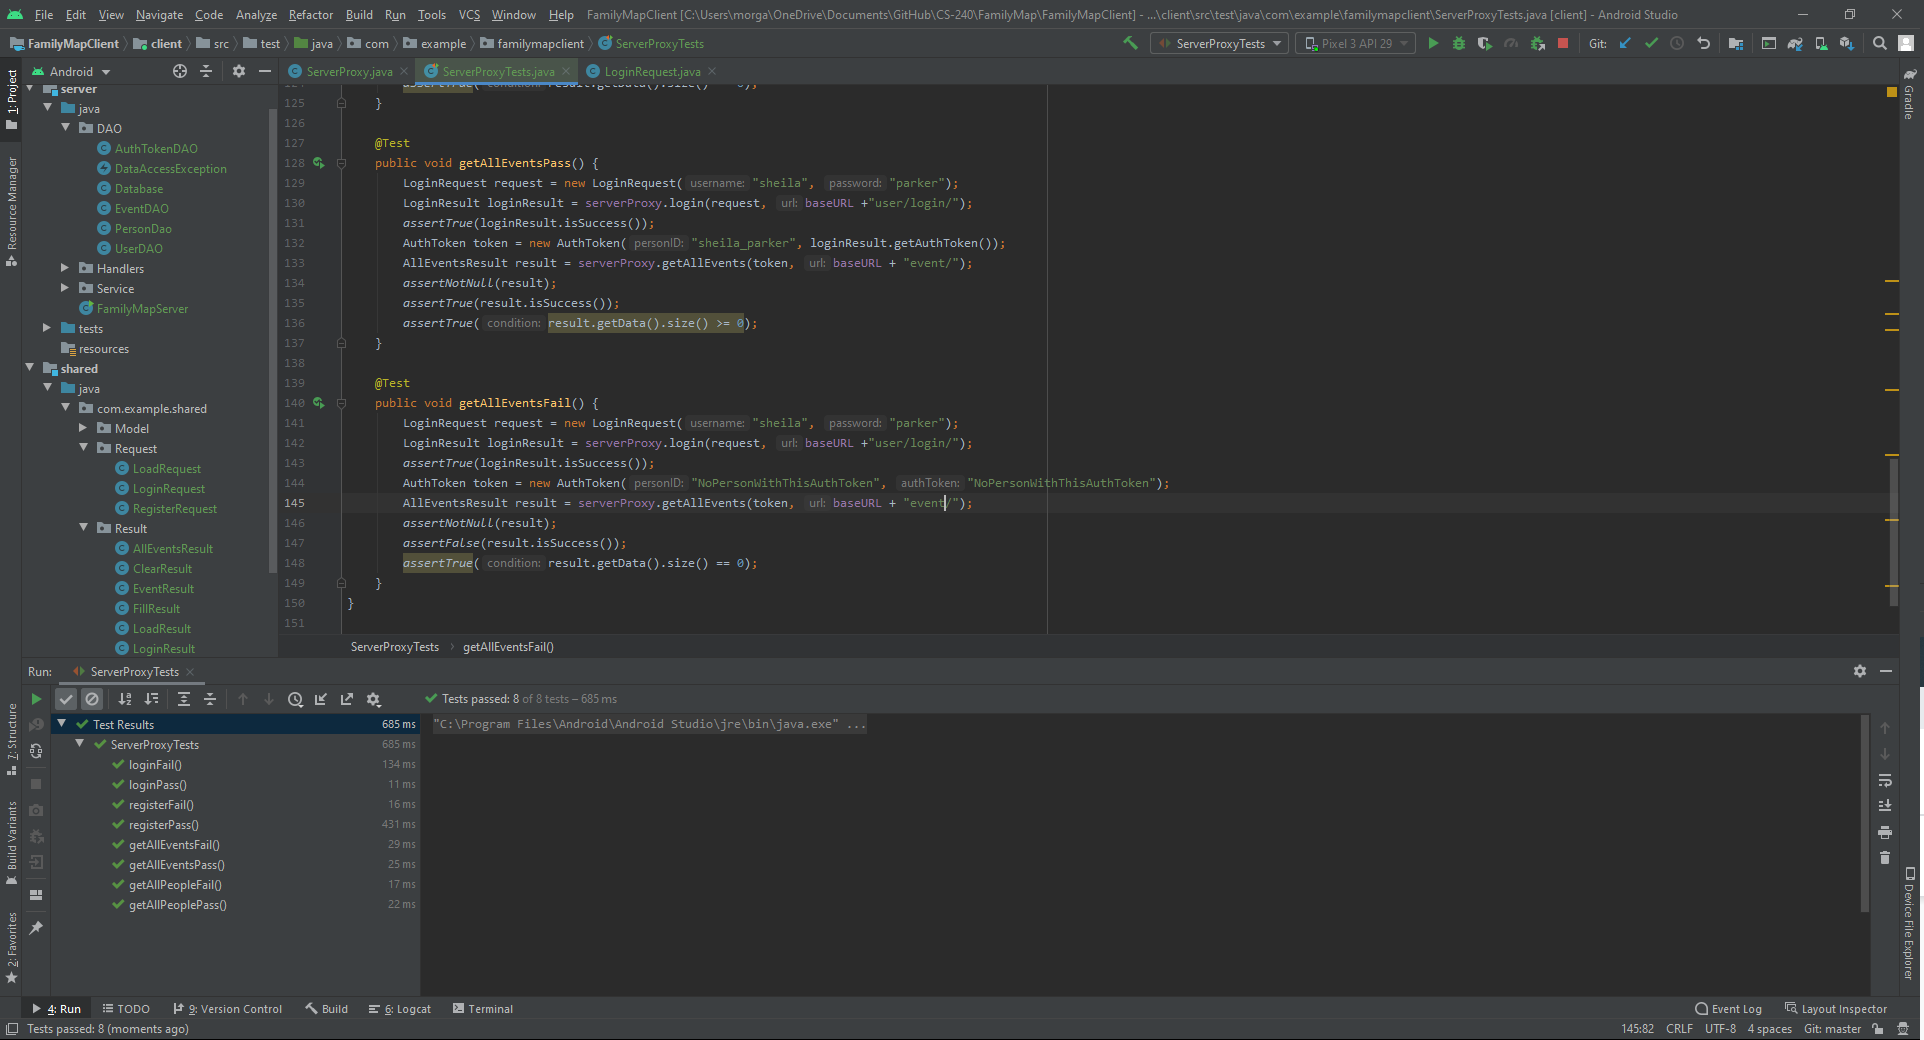 File Edit View Navigate Code Analyze Refactor Build Run Tools VCS Window Help FamilyMapClient [C:\Users\morga\OneDrive\Documents\GitHub\CS-240\FamilyMap\FamilyMapClient] - ...\client\src\test\java\com\example\familymapclient\ServerProxyTests.java [client] - Android Studio
FamilyMapClient client src test java com example familymapclient ServerProxyTests ServerProxyTests Pixel 3 API 29 Git:
Android ServerProxy.java ServerProxyTests.java LoginRequest.java
1: Project
Resource Manager
7: Structure
Build Variants
2: Favorites
server
java
DAO
AuthTokenDAO
DataAccessException
Database
EventDAO
PersonDao
UserDAO
Handlers
Service
FamilyMapServer
tests
resources
shared
java
com.example.shared
Model
Request
LoadRequest
LoginRequest
RegisterRequest
Result
AllEventsResult
ClearResult
EventResult
FillResult
LoadResult
LoginResult
125 }
126
127 @Test
128 public void getAllEventsPass() {
129 LoginRequest request = new LoginRequest( username: "sheila", password: "parker");
130 LoginResult loginResult = serverProxy.login(request, url: baseURL +"user/login/");
131 assertTrue(loginResult.isSuccess());
132 AuthToken token = new AuthToken( personID: "sheila_parker", loginResult.getAuthToken());
133 AllEventsResult result = serverProxy.getAllEvents(token, url: baseURL + "event/");
134 assertNotNull(result);
135 assertTrue(result.isSuccess());
136 assertTrue( condition: result.getData().size() >= 0);
137 }
138
139 @Test
140 public void getAllEventsFail() {
141 LoginRequest request = new LoginRequest( username: "sheila", password: "parker");
142 LoginResult loginResult = serverProxy.login(request, url: baseURL +"user/login/");
143 assertTrue(loginResult.isSuccess());
144 AuthToken token = new AuthToken( personID: "NoPersonWithThisAuthToken", authToken: "NoPersonWithThisAuthToken");
145 AllEventsResult result = serverProxy.getAllEvents(token, url: baseURL + "event/");
146 assertNotNull(result);
147 assertFalse(result.isSuccess());
148 assertTrue( condition: result.getData().size() == 0);
149 }
150 }
151
ServerProxyTests getAllEventsFail()
Gradle
Device File Explorer
Run: ServerProxyTests
Tests passed: 8 of 8 tests – 685 ms
Test Results 685 ms
"C:\Program Files\Android\Android Studio\jre\bin\java.exe" ...
ServerProxyTests 685 ms
loginFail() 134 ms
loginPass() 11 ms
registerFail() 16 ms
registerPass() 431 ms
getAllEventsFail() 29 ms
getAllEventsPass() 25 ms
getAllPeopleFail() 17 ms
getAllPeoplePass() 22 ms
4: Run TODO 9: Version Control Build 6: Logcat Terminal Event Log Layout Inspector
Tests passed: 8 (moments ago) 145:82 CRLF UTF-8 4 spaces Git: master